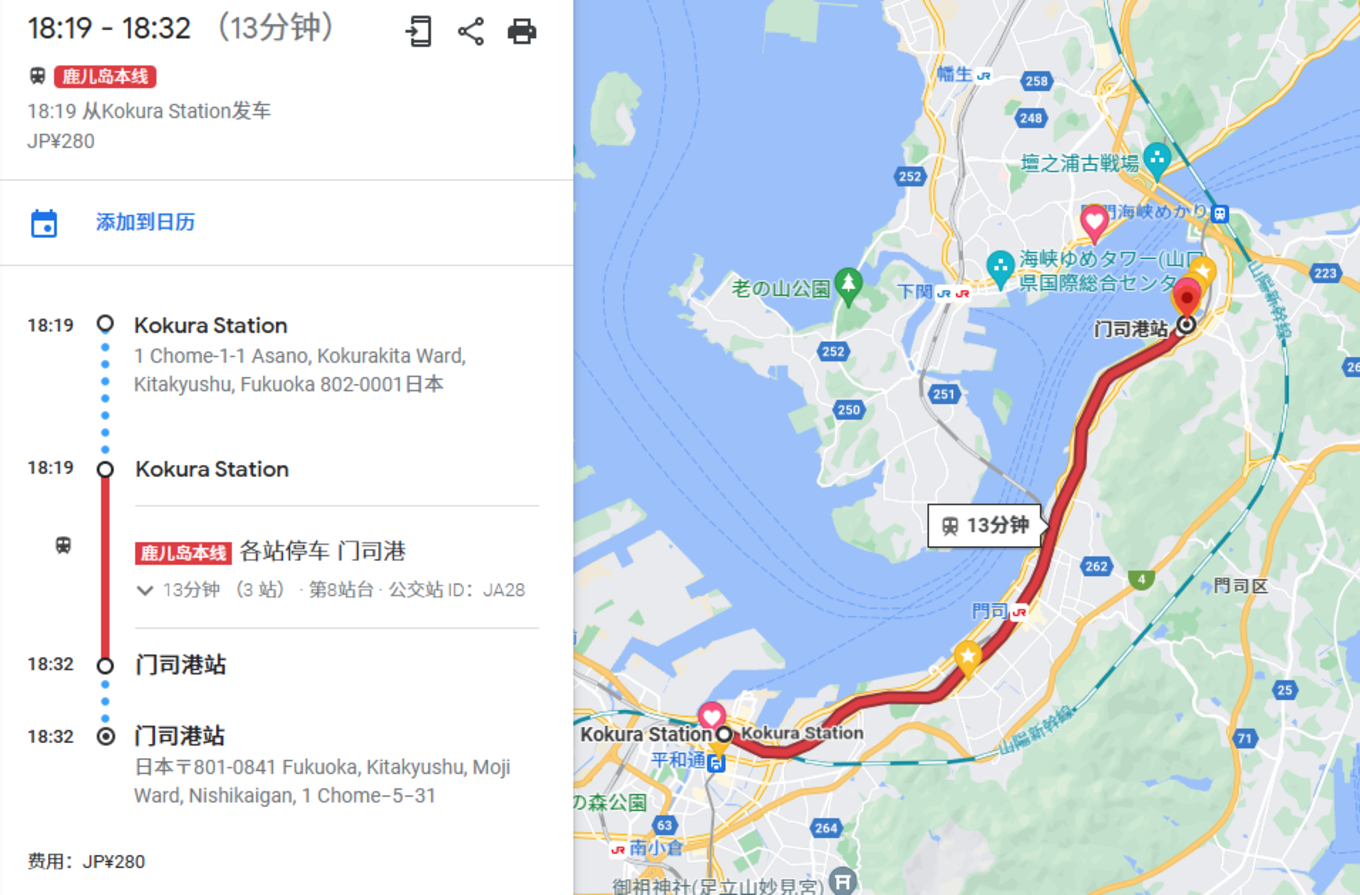 18:19 - 18:32 （13分钟）
鹿儿岛本线
18:19 从Kokura Station发车
JP¥280
添加到日历
18:19 Kokura Station
1 Chome-1-1 Asano, Kokurakita Ward,
Kitakyushu, Fukuoka 802-0001日本
18:19 Kokura Station
鹿儿岛本线 各站停车 门司港
13分钟 （3 站） · 第8站台 · 公交站 ID： JA28
18:32 门司港站
18:32 门司港站
日本〒801-0841 Fukuoka, Kitakyushu, Moji
Ward, Nishikaigan, 1 Chome−5−31
费用：JP¥280
幡生 JR
258
248
壇之浦古戦場
252
門海峡めかり
海峡ゆめタワー(山口
県国際総合センタ
223
山陽新幹線
老の山公園
下関 JR JR
门司港站
252
26
251
250
13分钟
262
4
門司区
門司 JR
25
山陽新幹線
71
Kokura Station
Kokura Station
平和通
の森公園
63
264
JR 南小倉
御祖神社(足立山妙見宮)